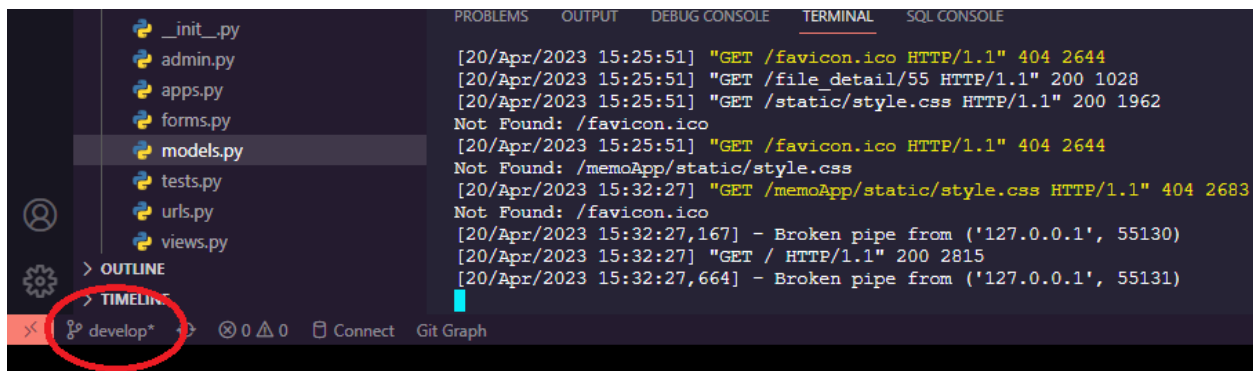 __init__.py
admin.py
apps.py
forms.py
models.py
tests.py
urls.py
views.py
> OUTLINE
> TIMELINE
PROBLEMS OUTPUT DEBUG CONSOLE TERMINAL SQL CONSOLE
[20/Apr/2023 15:25:51] "GET /favicon.ico HTTP/1.1" 404 2644
[20/Apr/2023 15:25:51] "GET /file_detail/55 HTTP/1.1" 200 1028
[20/Apr/2023 15:25:51] "GET /static/style.css HTTP/1.1" 200 1962
Not Found: /favicon.ico
[20/Apr/2023 15:25:51] "GET /favicon.ico HTTP/1.1" 404 2644
Not Found: /memoApp/static/style.css
[20/Apr/2023 15:32:27] "GET /memoApp/static/style.css HTTP/1.1" 404 2683
Not Found: /favicon.ico
[20/Apr/2023 15:32:27,167] - Broken pipe from ('127.0.0.1', 55130)
[20/Apr/2023 15:32:27] "GET / HTTP/1.1" 200 2815
[20/Apr/2023 15:32:27,664] - Broken pipe from ('127.0.0.1', 55131)
develop* 0 0 Connect Git Graph